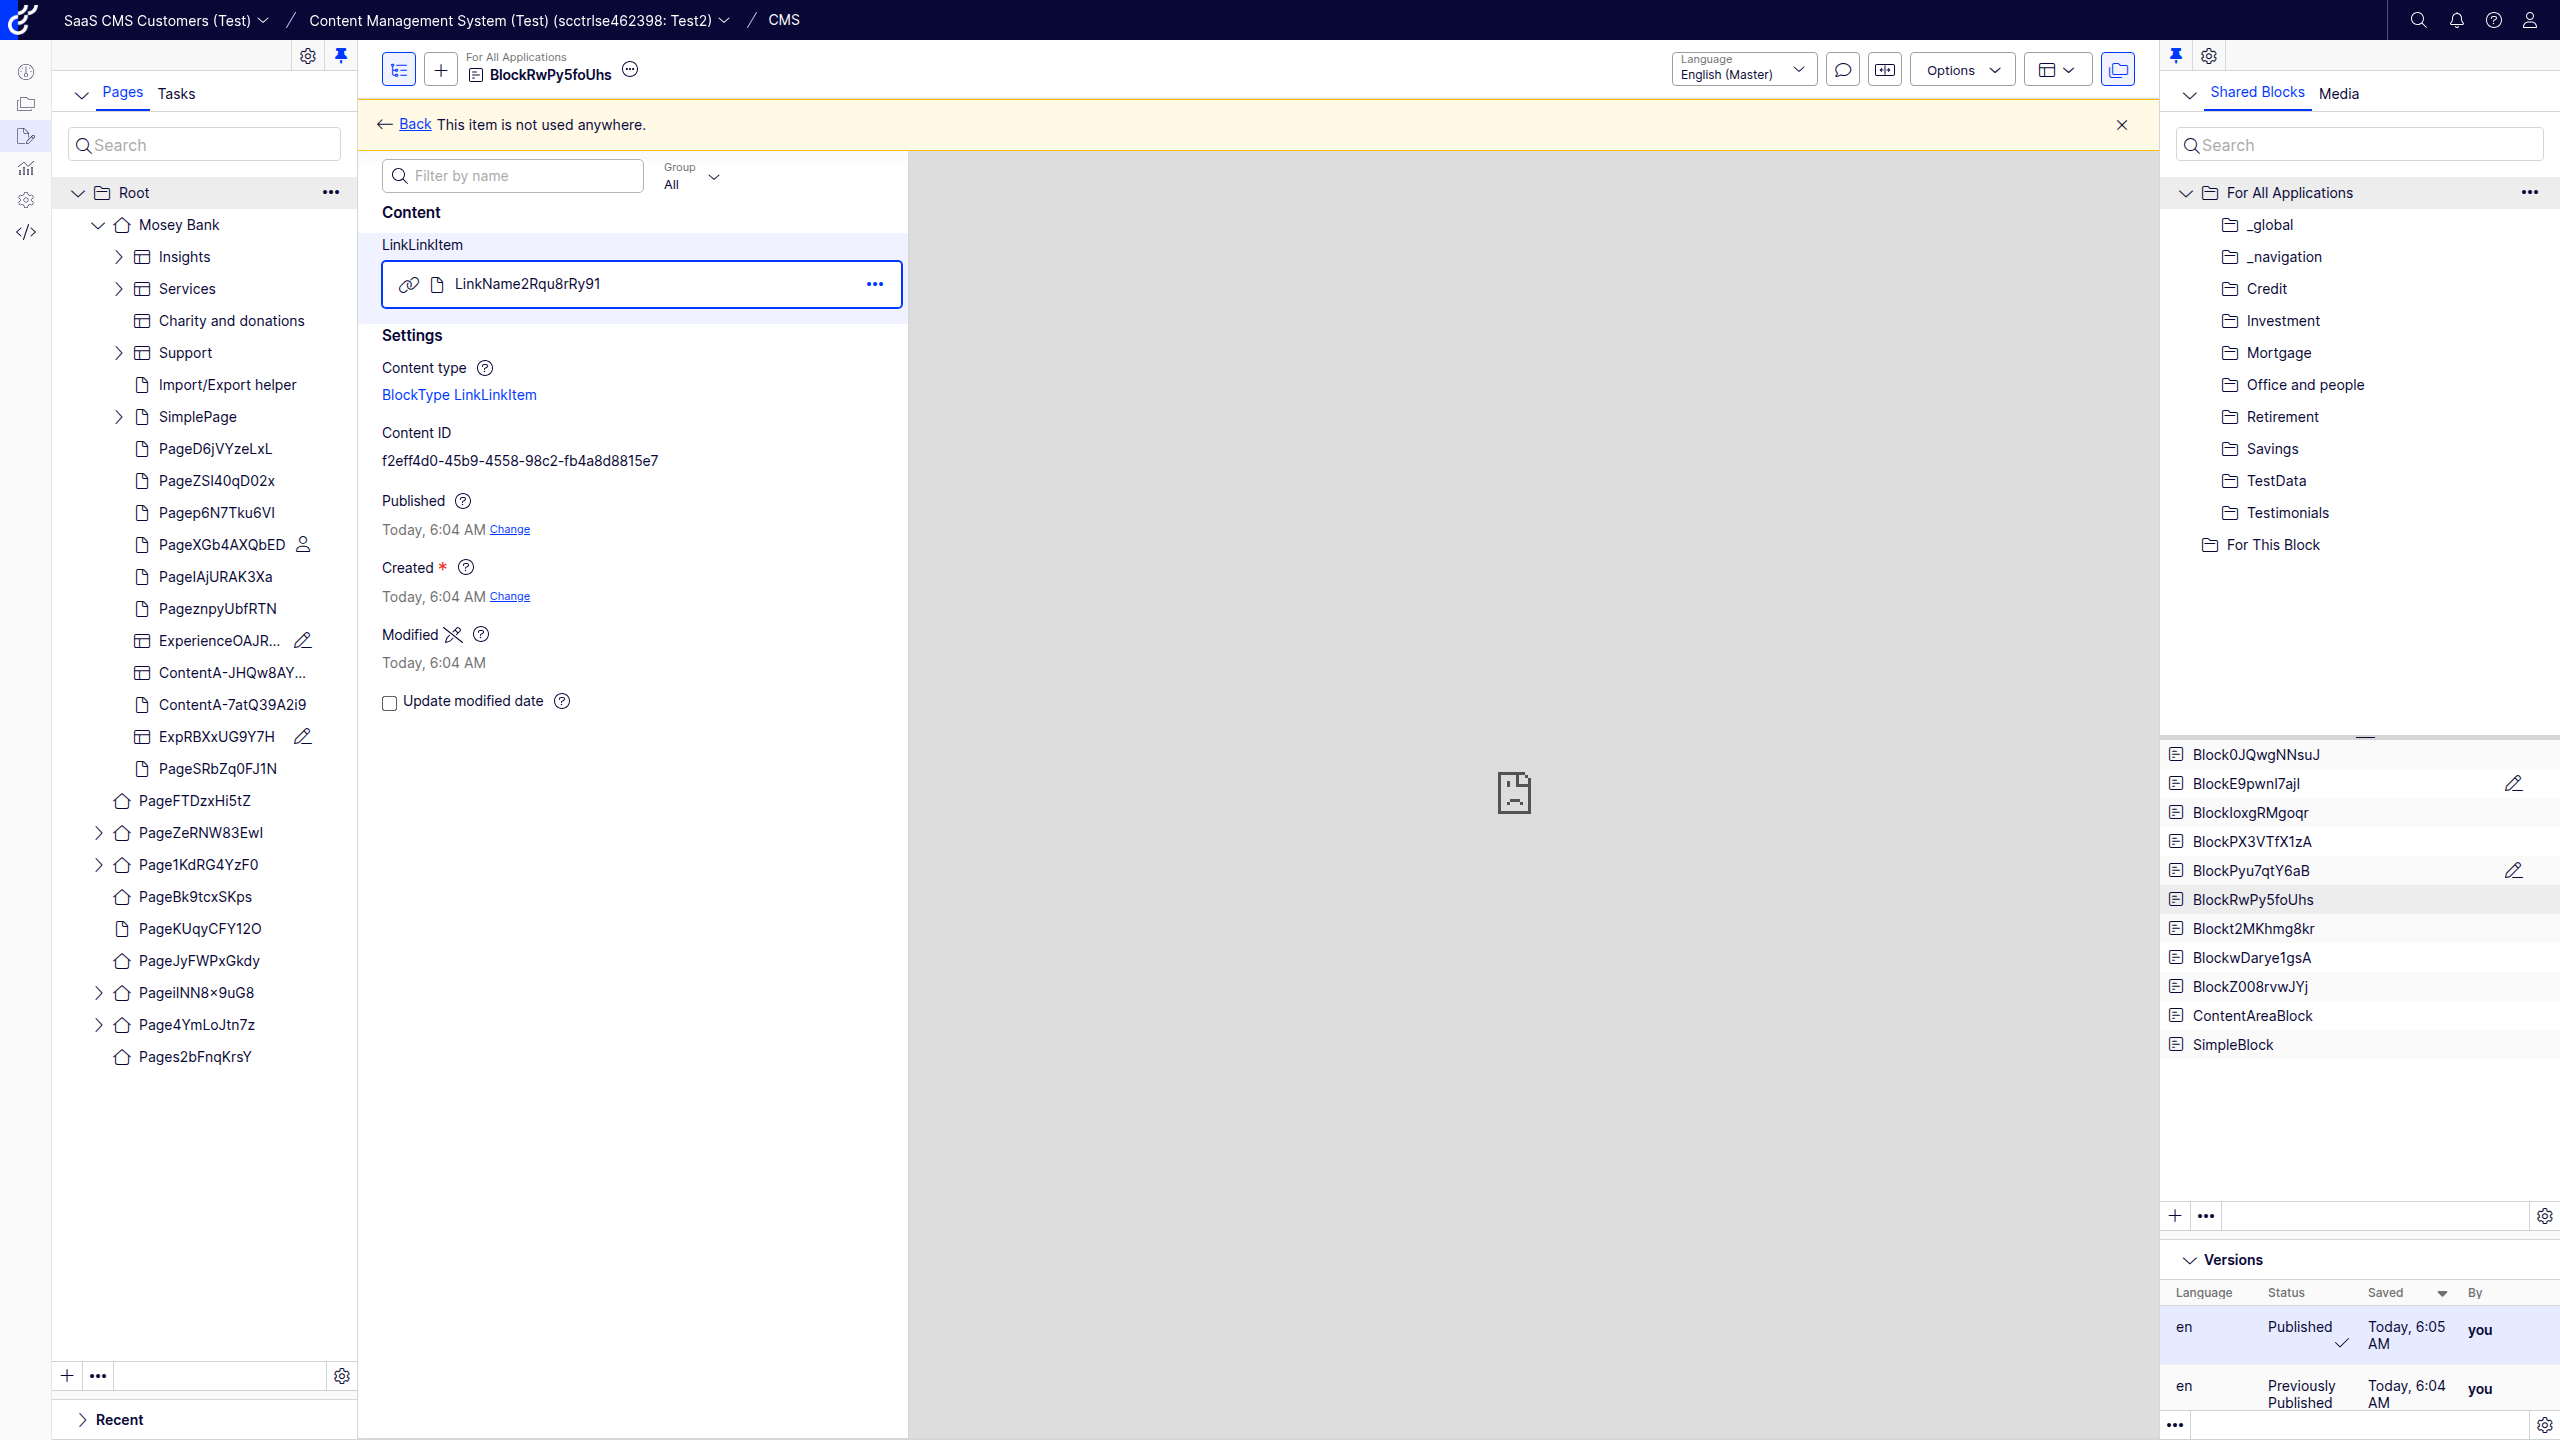 SaaS CMS Customers (Test)
Content Management System (Test) (scctrlse462398: Test2)
CMS
Pages
Tasks
Search
Root
Mosey Bank
Insights
Services
Charity and donations
Support
Import/Export helper
SimplePage
PageD6jVYzeLxL
PageZSI40qD02x
Pagep6N7Tku6VI
PageXGb4AXQbED
PageIAjURAK3Xa
PageznpyUbfRTN
ExperienceOAJR...
ContentA-JHQw8AY...
ContentA-7atQ39A2i9
ExpRBXxUG9Y7H
PageSRbZq0FJ1N
PageFTDzxHi5tZ
PageZeRNW83EwI
Page1KdRG4YzF0
PageBk9tcxSKps
PageKUqyCFY12O
PageJyFWPxGkdy
PageilNN8x9uG8
Page4YmLoJtn7z
Pages2bFnqKrsY
Recent
For All Applications
BlockRwPy5foUhs
Language
English (Master)
Options
Back This item is not used anywhere.
Filter by name
Group
All
Content
LinkLinkItem
LinkName2Rqu8rRy91
Settings
Content type
BlockType LinkLinkItem
Content ID
f2eff4d0-45b9-4558-98c2-fb4a8d8815e7
Published
Today, 6:04 AM Change
Created *
Today, 6:04 AM Change
Modified
Today, 6:04 AM
Update modified date
Shared Blocks
Media
Search
For All Applications
_global
_navigation
Credit
Investment
Mortgage
Office and people
Retirement
Savings
TestData
Testimonials
For This Block
Block0JQwgNNsuJ
BlockE9pwnI7ajI
BlockIoxgRMgoqr
BlockPX3VTfX1zA
BlockPyu7qtY6aB
BlockRwPy5foUhs
Blockt2MKhmg8kr
BlockwDarye1gsA
BlockZ008rvwJYj
ContentAreaBlock
SimpleBlock
Versions
Language Status Saved By
en Published Today, 6:05 AM you
en Previously Published Today, 6:04 AM you